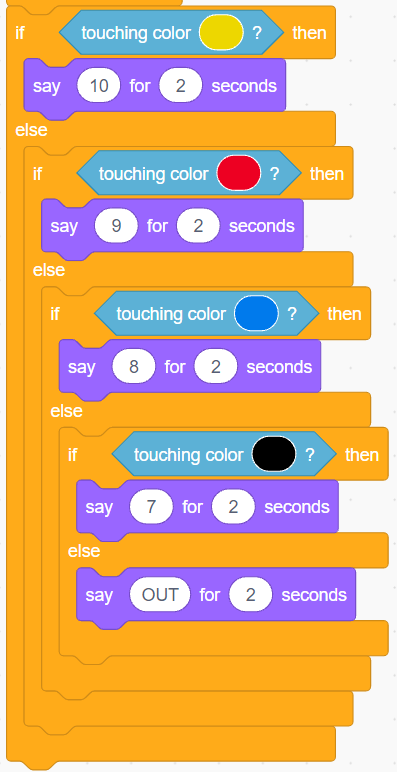 if touching color ? then
say 10 for 2 seconds
else
if touching color ? then
say 9 for 2 seconds
else
if touching color ? then
say 8 for 2 seconds
else
if touching color ? then
say 7 for 2 seconds
else
say OUT for 2 seconds